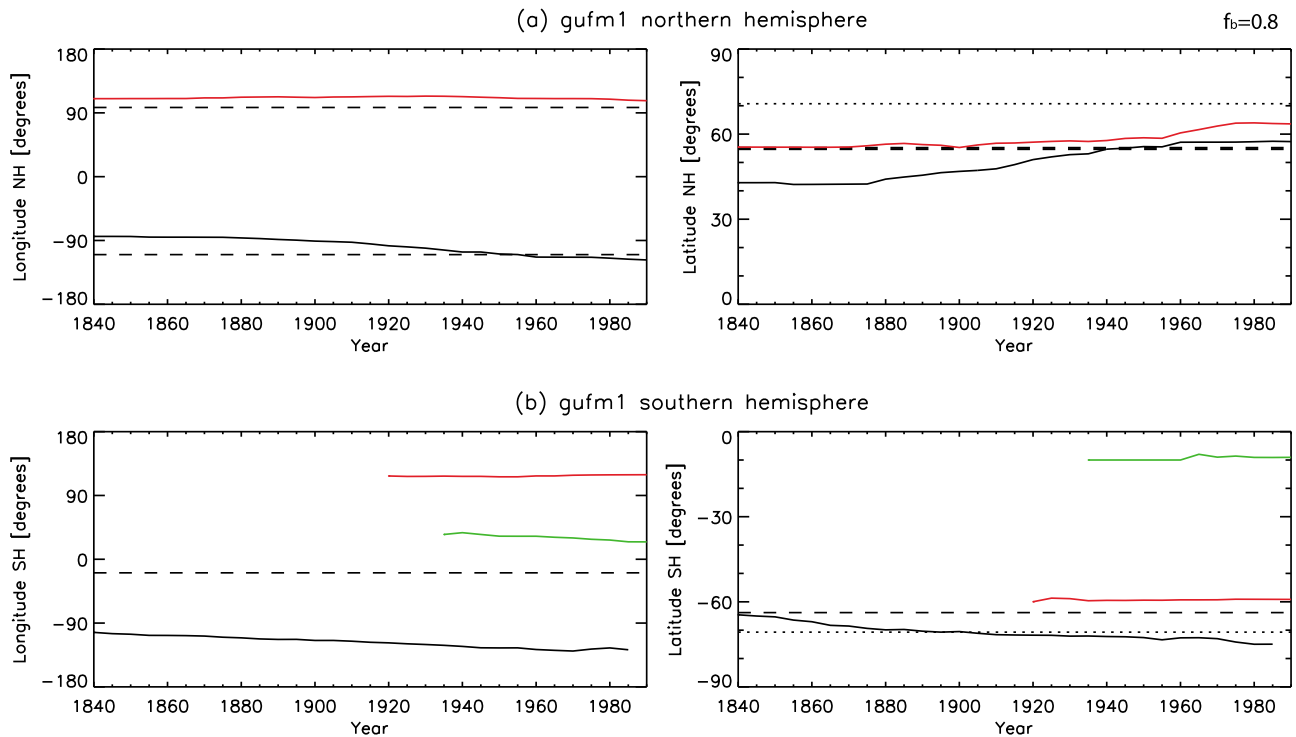 (a) gufm1 northern hemisphere
fb=0.8
Longitude NH [degrees]
180
90
0
−90
−180
1840 1860 1880 1900 1920 1940 1960 1980
Year
Latitude NH [degrees]
90
60
30
0
1840 1860 1880 1900 1920 1940 1960 1980
Year
(b) gufm1 southern hemisphere
Longitude SH [degrees]
180
90
0
−90
−180
1840 1860 1880 1900 1920 1940 1960 1980
Year
Latitude SH [degrees]
0
−30
−60
−90
1840 1860 1880 1900 1920 1940 1960 1980
Year